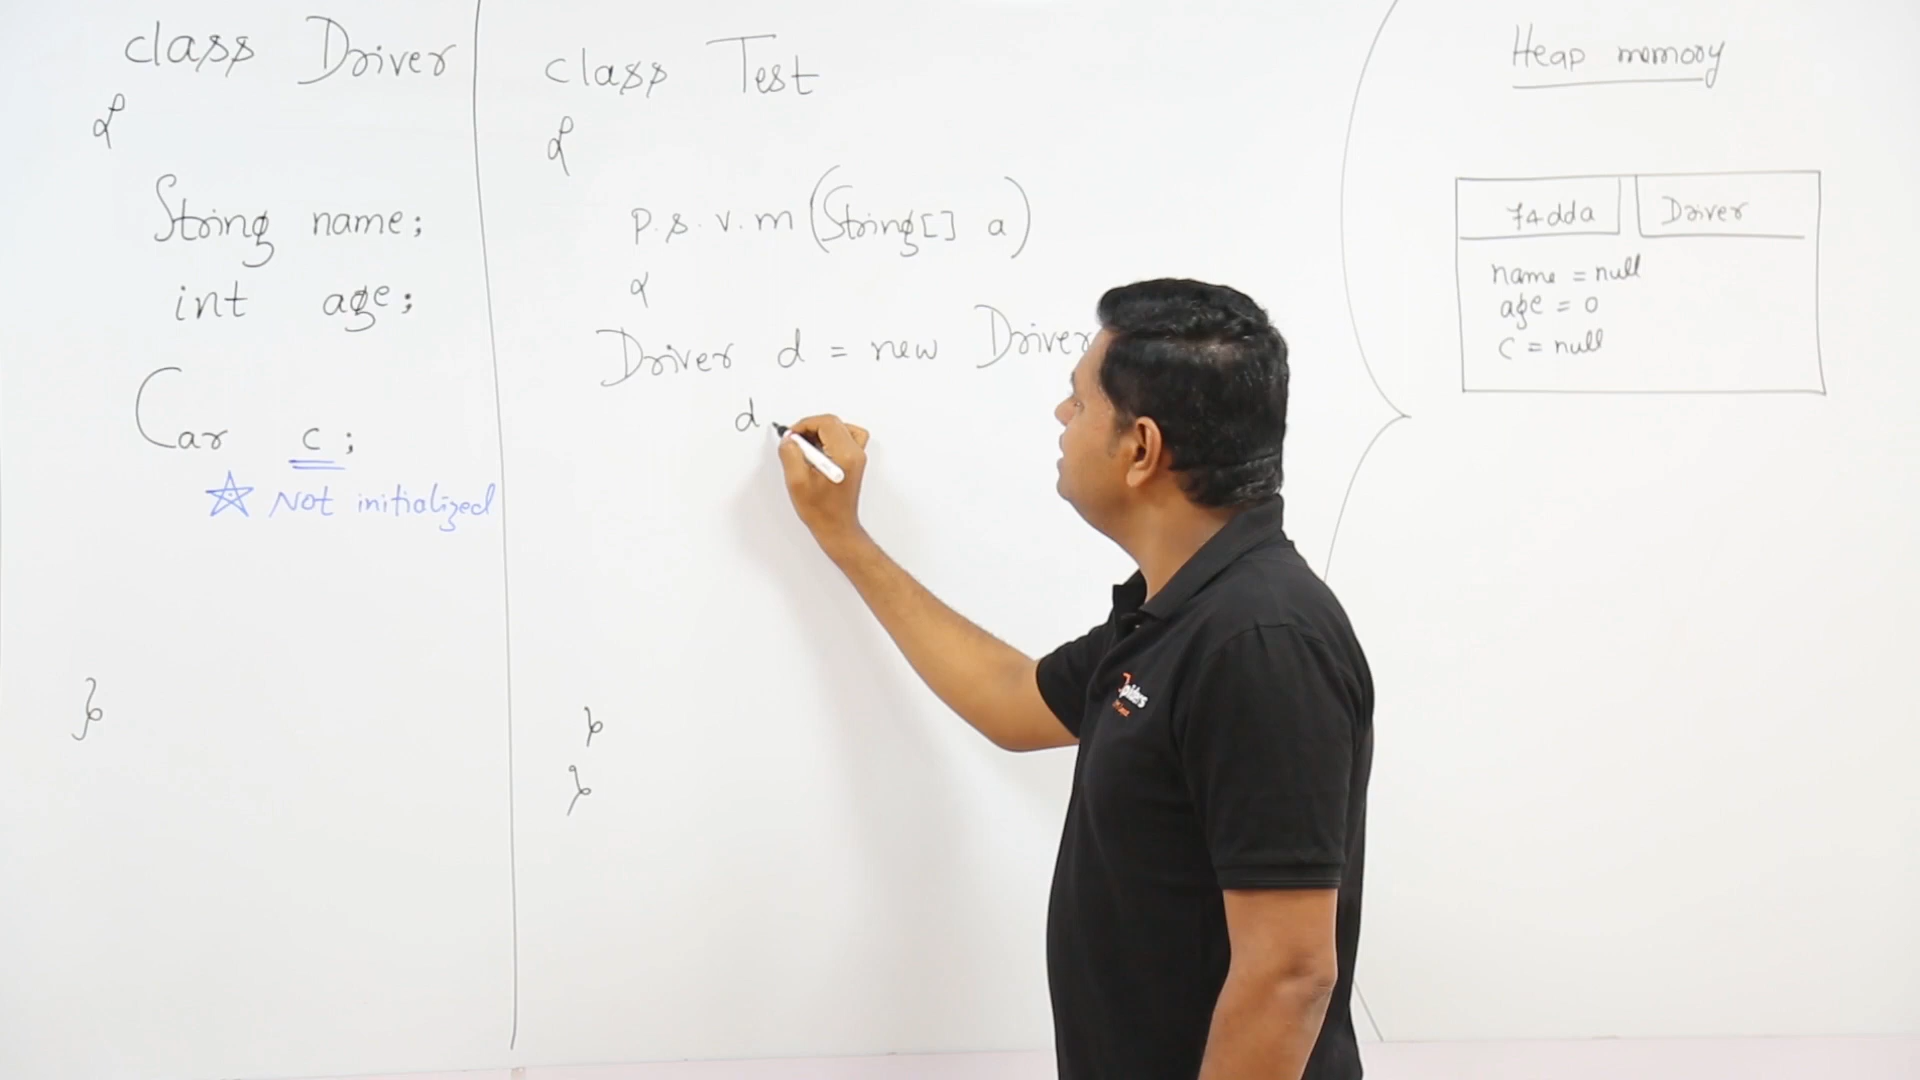 class Driver
{
String name;
int age;
Car c;
☆ Not initialized
}
class Test
{
p.s.v.m (String[] a)
{
Driver d = new Driver
d
}
}
Heap memory
74dda Driver
name = null
age = 0
c = null